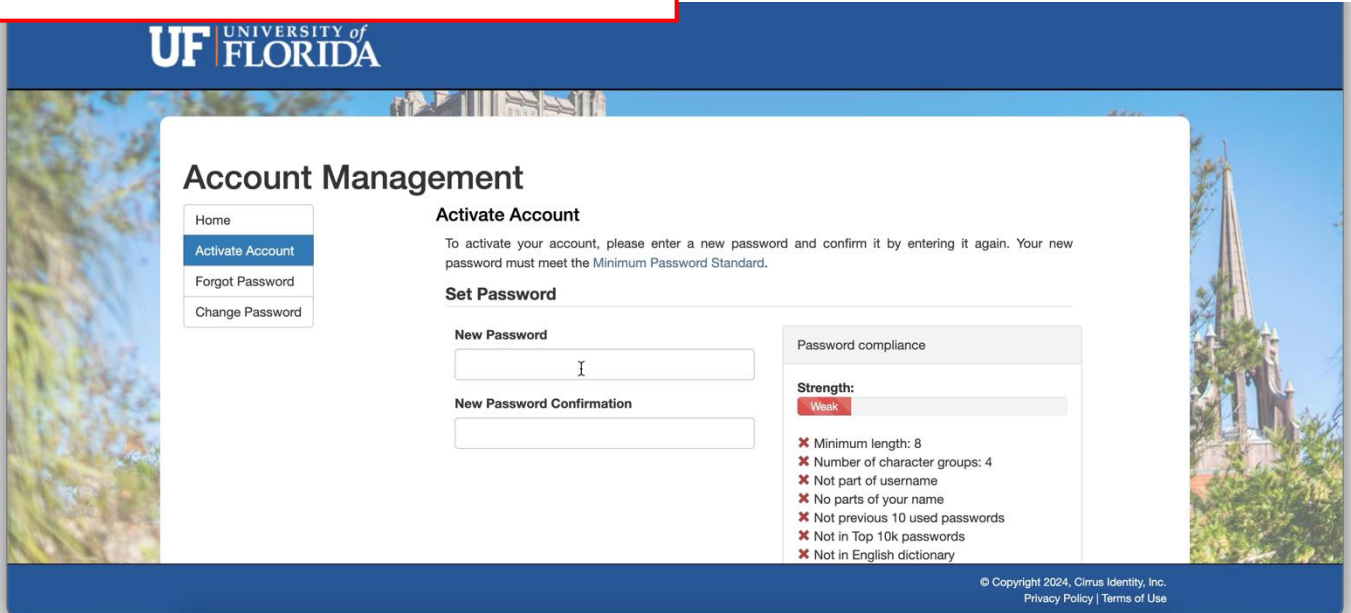 UF UNIVERSITY of
FLORIDA
Account Management
Home
Activate Account
Forgot Password
Change Password
Activate Account
To activate your account, please enter a new password and confirm it by entering it again. Your new
password must meet the Minimum Password Standard.
Set Password
New Password
New Password Confirmation
Password compliance
Strength:
Weak
Minimum length: 8
Number of character groups: 4
Not part of username
No parts of your name
Not previous 10 used passwords
Not in Top 10k passwords
Not in English dictionary
© Copyright 2024, Cirrus Identity, Inc.
Privacy Policy | Terms of Use